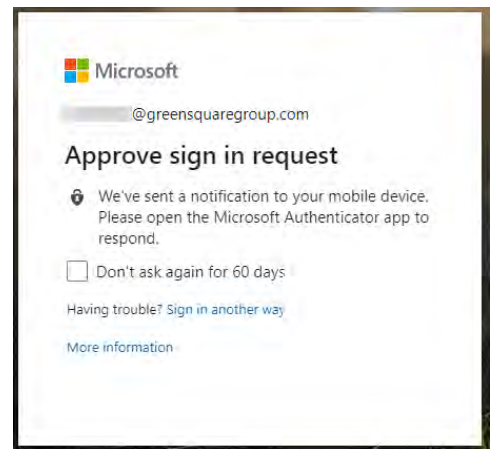 Microsoft
@greensquaregroup.com
Approve sign in request
We've sent a notification to your mobile device.
Please open the Microsoft Authenticator app to
respond.
Don't ask again for 60 days
Having trouble? Sign in another way
More information